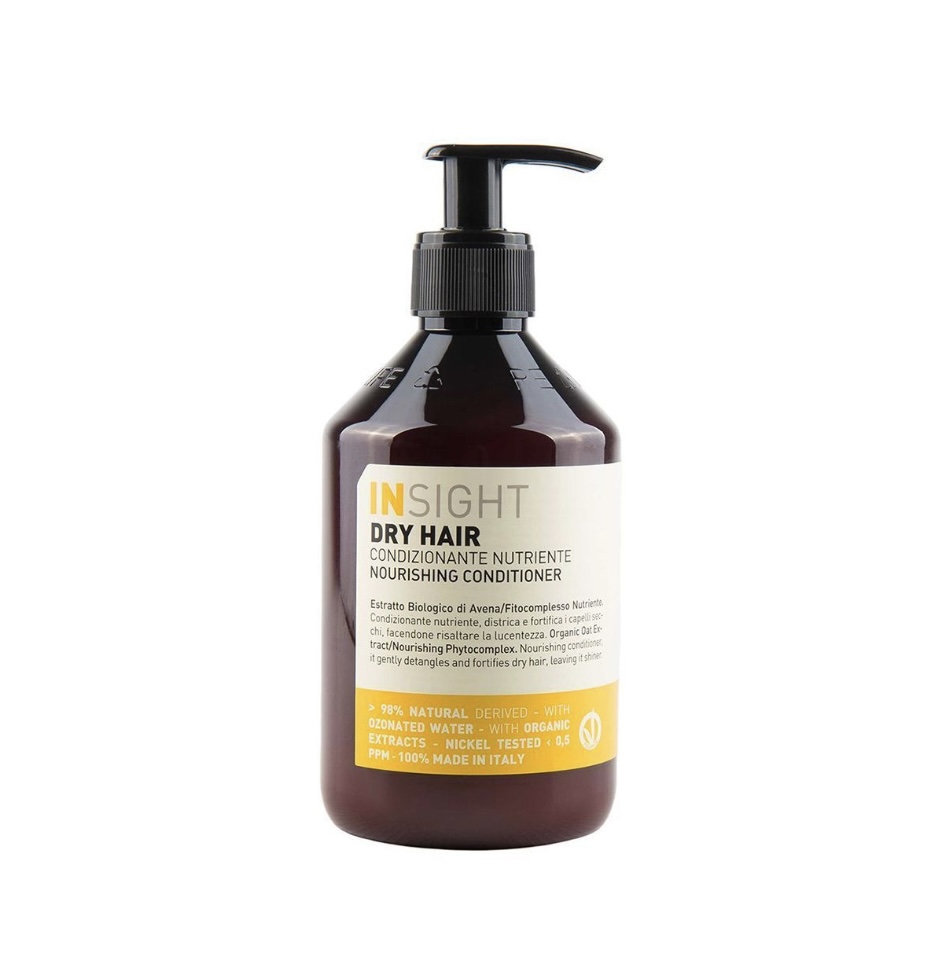 INSIGHT
DRY HAIR
CONDIZIONANTE NUTRIENTE
NOURISHING CONDITIONER
Estratto Biologico di Avena/Fitocomplesso Nutriente.
Condizionante nutriente, districa e fortifica i capelli sec-
chi, facendone risaltare la lucentezza. Organic Oat Ex-
tract/Nourishing Phytocomplex. Nourishing conditioner,
it gently detangles and fortifies dry hair, leaving it shiner.
> 98% NATURAL DERIVED - WITH
OZONATED WATER - WITH ORGANIC
EXTRACTS - NICKEL TESTED < 0,5
PPM - 100% MADE IN ITALY